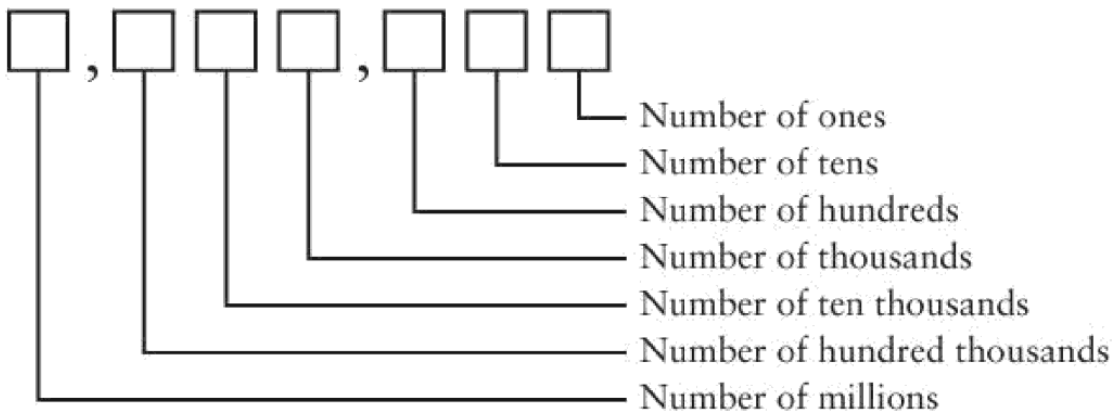 , ,
Number of ones
Number of tens
Number of hundreds
Number of thousands
Number of ten thousands
Number of hundred thousands
Number of millions